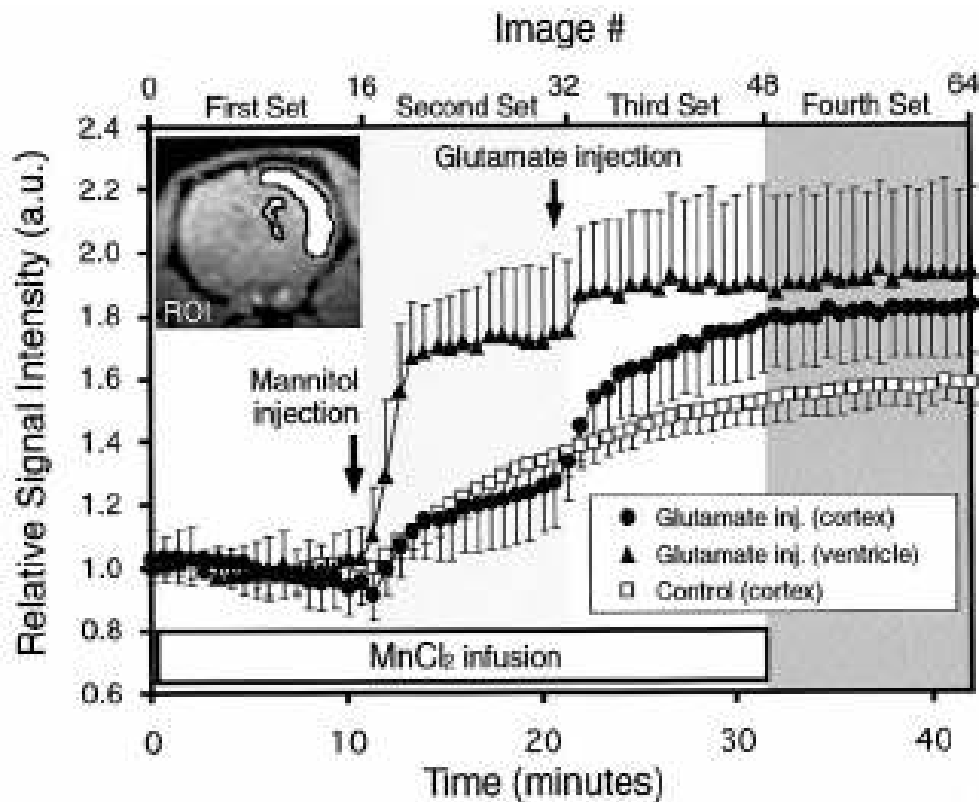 Image #
0 16 32 48 64
First Set Second Set Third Set Fourth Set
2.4
2.2
2.0
1.8
1.6
1.4
1.2
1.0
0.8
0.6
Relative Signal Intensity (a.u.)
ROI
Glutamate injection
Mannitol
injection
Glutamate inj. (cortex)
Glutamate inj. (ventricle)
Control (cortex)
MnCl₂ infusion
0 10 20 30 40
Time (minutes)